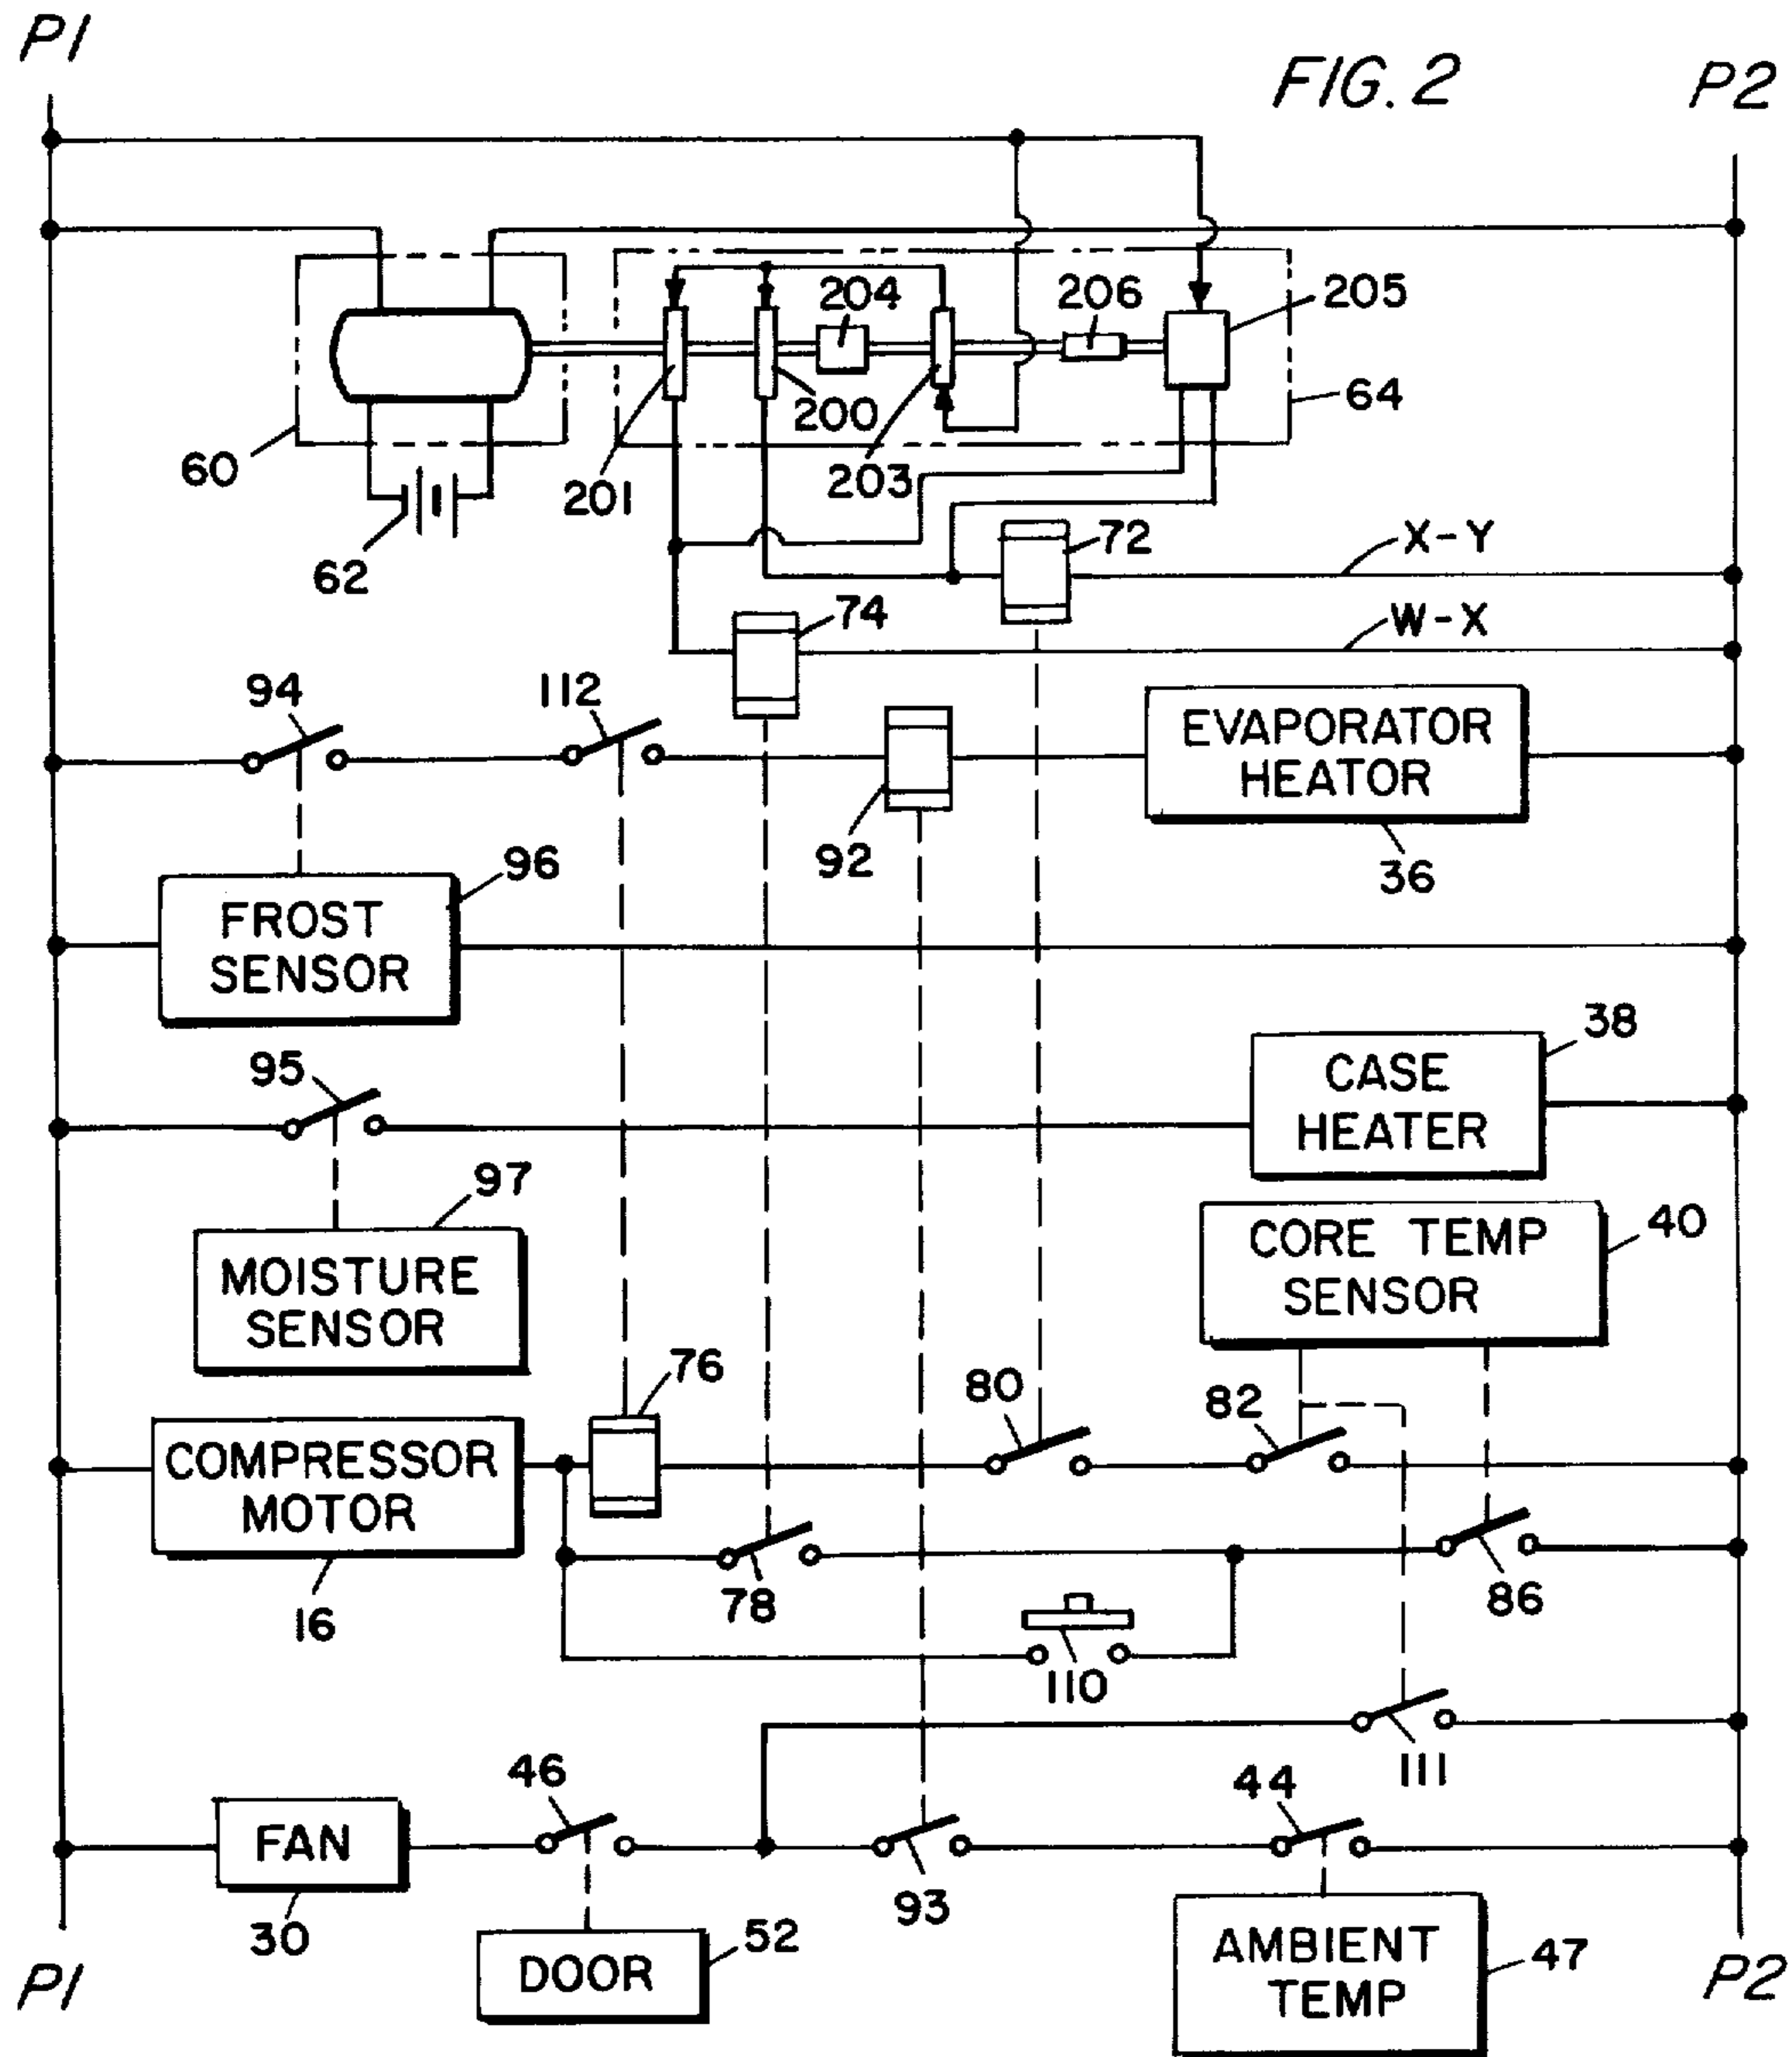 P1
FIG. 2
P2
204
206
205
200
64
60
201
203
62
72
X-Y
74
W-X
94
112
EVAPORATOR
HEATOR
92
36
96
FROST
SENSOR
38
95
CASE
HEATER
97
MOISTURE
SENSOR
CORE TEMP
SENSOR
40
76
80
82
COMPRESSOR
MOTOR
78
86
16
110
111
46
44
FAN
93
30
52
DOOR
AMBIENT
TEMP
47
P1
P2